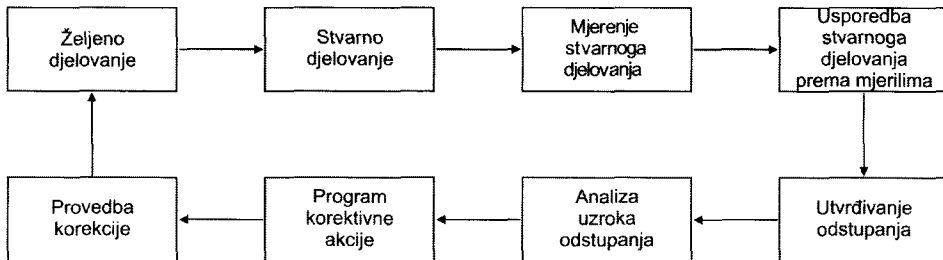 Željeno
djelovanje
Stvarno
djelovanje
Mjerenje
stvarnoga
djelovanja
Usporedba
stvarnoga
djelovanja
prema mjerilima
Provedba
korekcije
Program
korektivne
akcije
Analiza
uzroka
odstupanja
Utvrđivanje
odstupanja